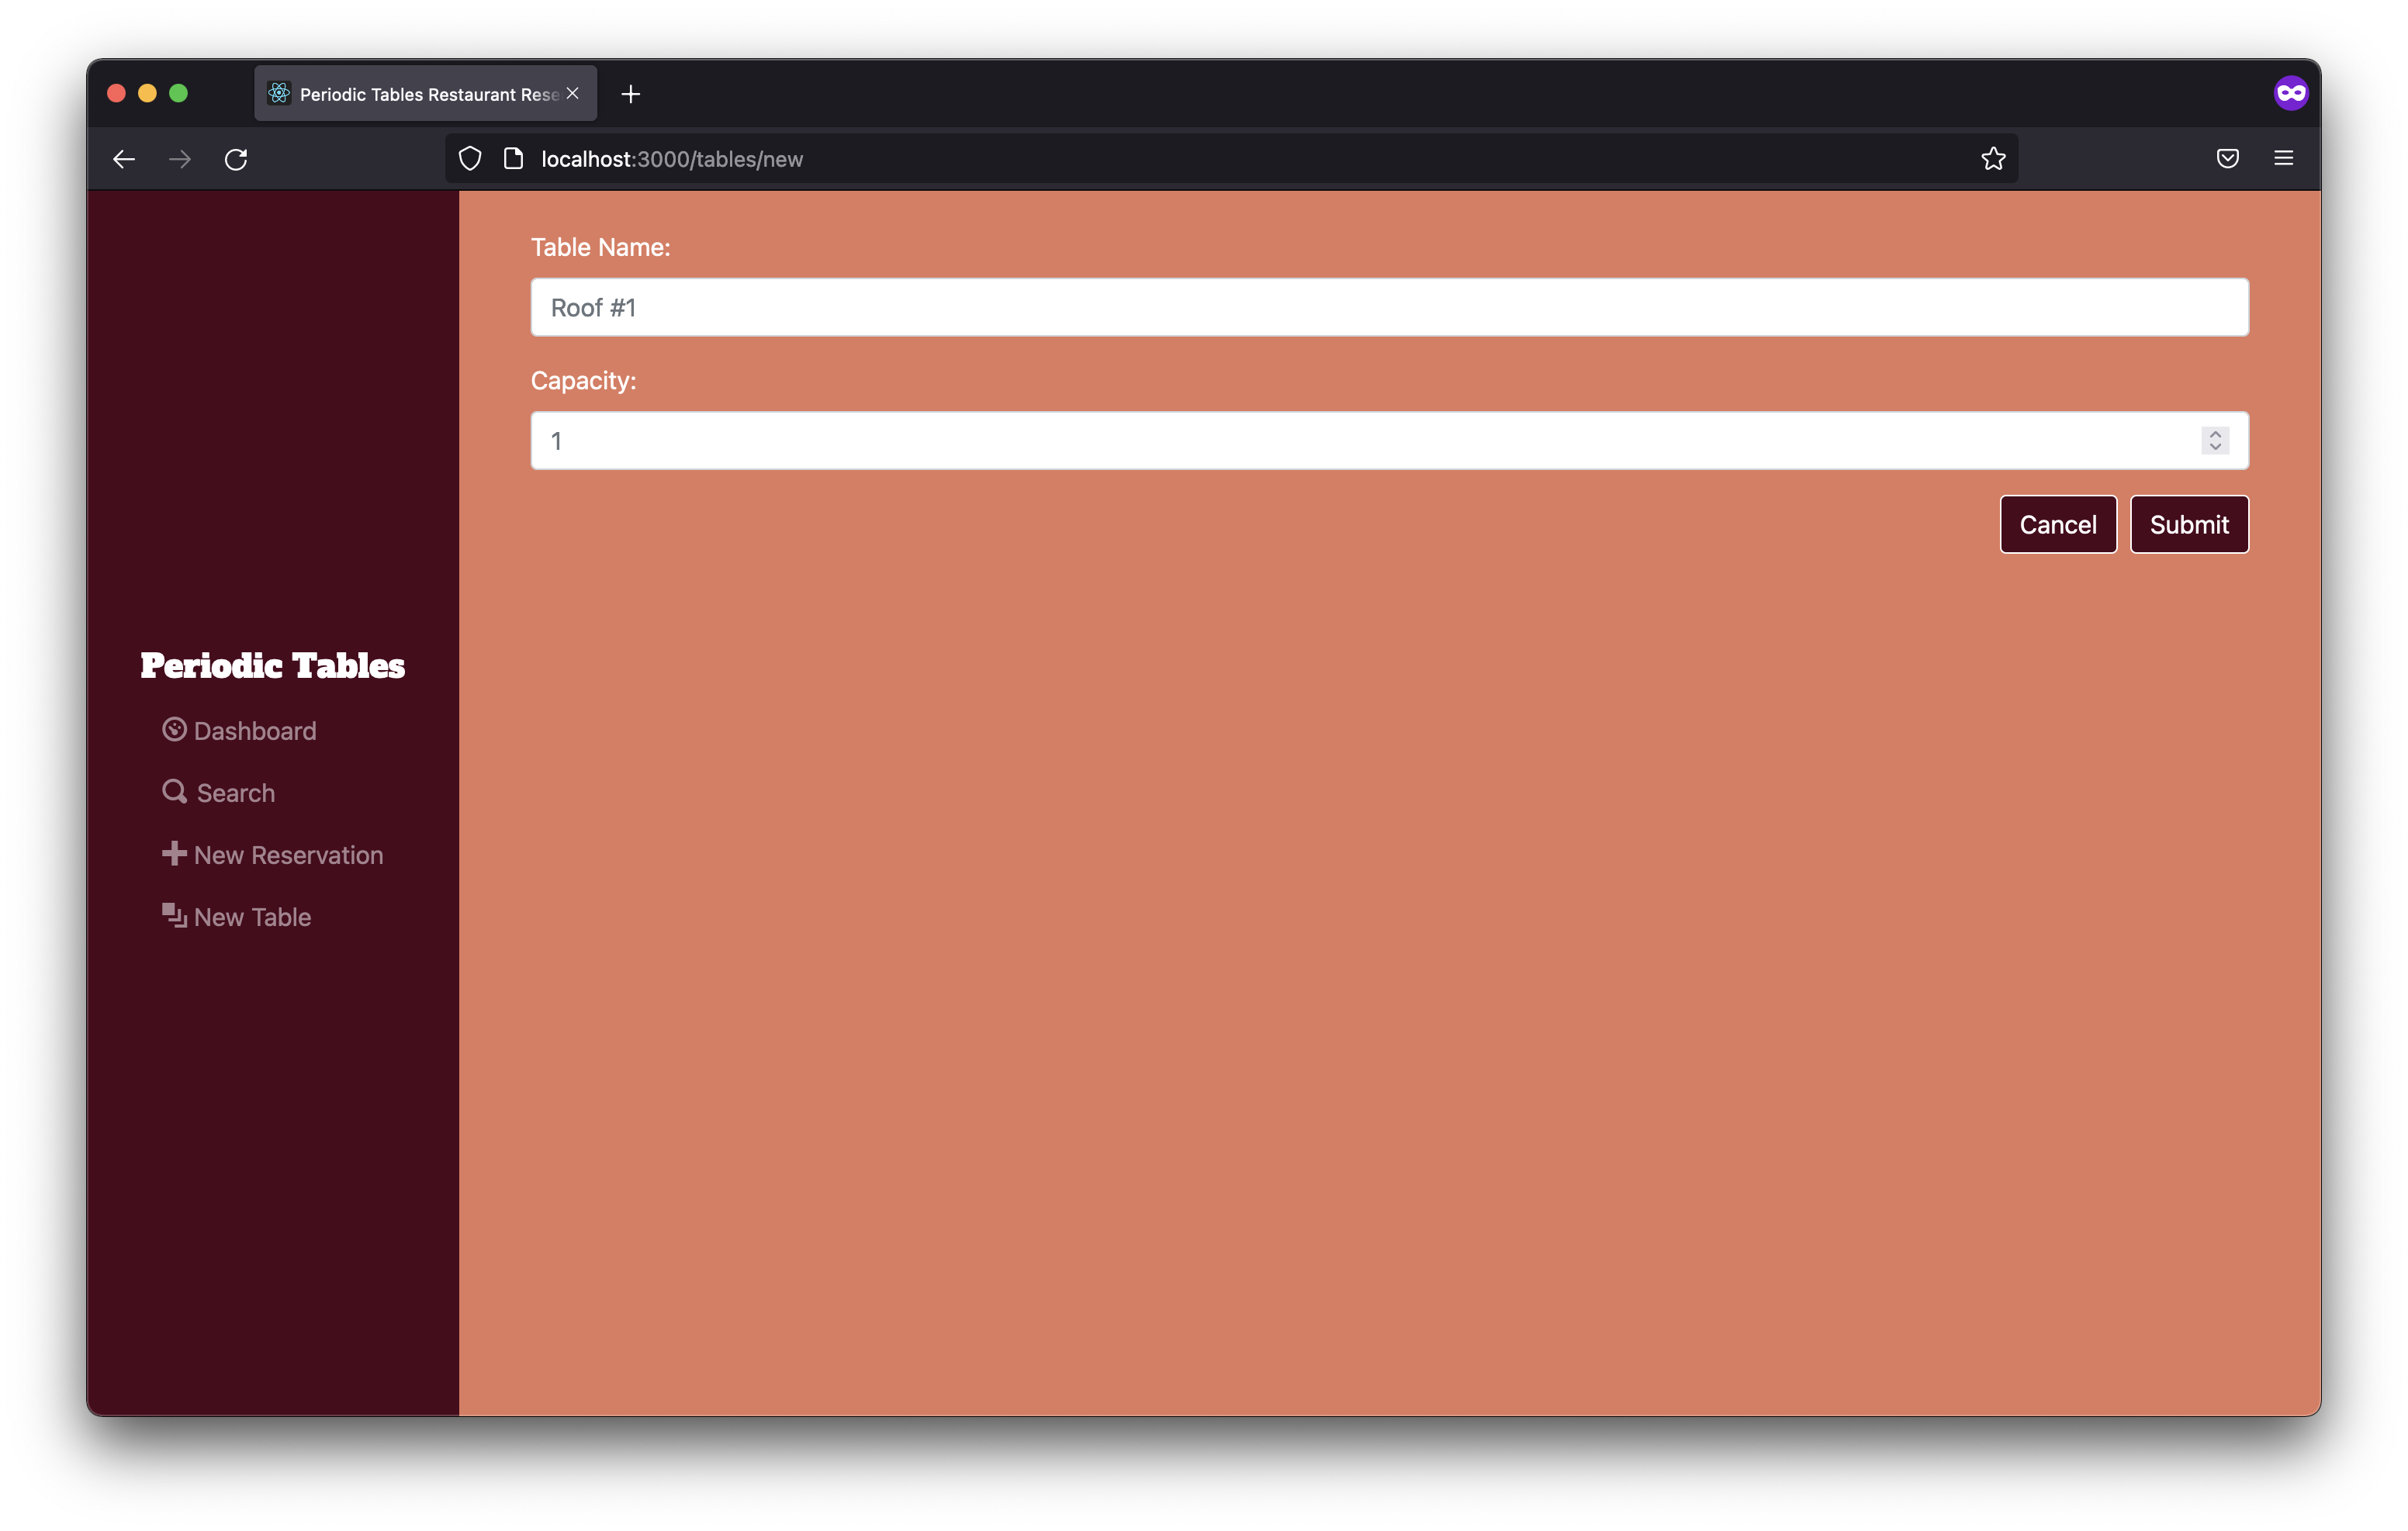 Periodic Tables Restaurant Rese
localhost:3000/tables/new
Periodic Tables
Dashboard
Search
New Reservation
New Table
Table Name:
Roof #1
Capacity:
1
Cancel
Submit